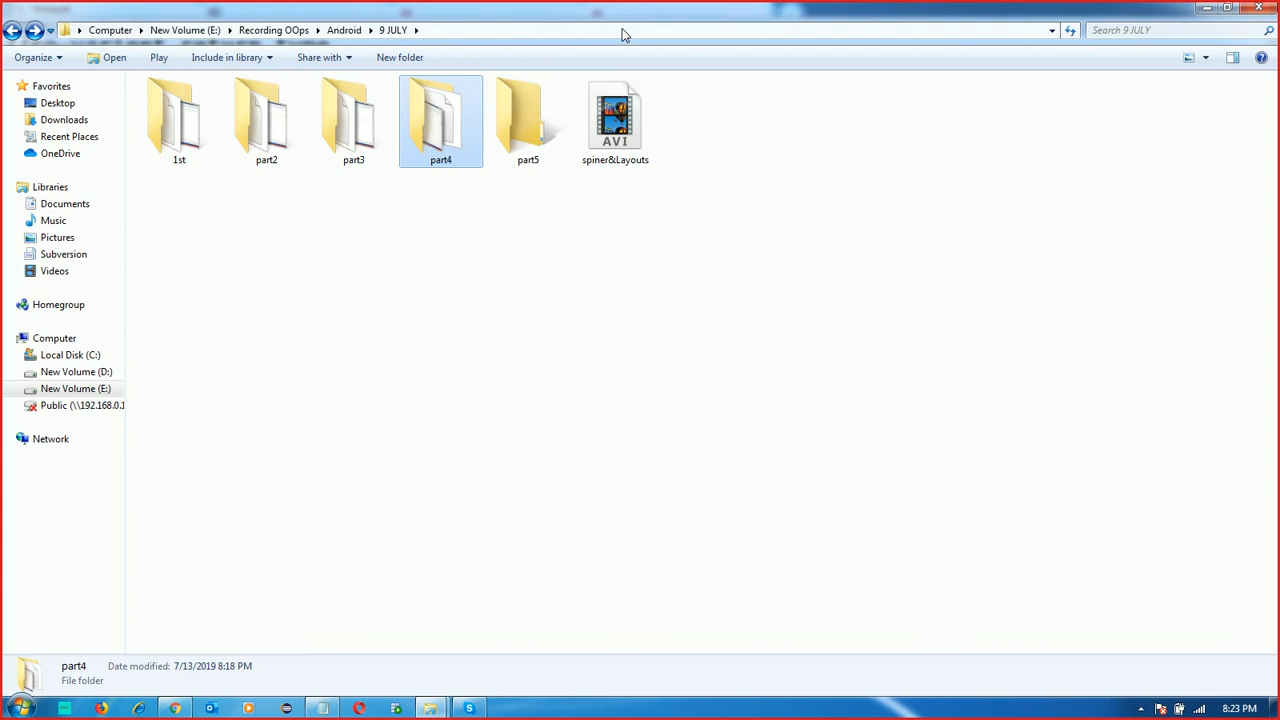 Computer
New Volume (E:)
Recording OOps
Android
9 JULY
Search 9 JULY
Organize
Open
Play
Include in library
Share with
New folder
Favorites
Desktop
Downloads
Recent Places
OneDrive
Libraries
Documents
Music
Pictures
Subversion
Videos
Homegroup
Computer
Local Disk (C:)
New Volume (D:)
New Volume (E:)
Public (\\192.168.0.1
Network
1st
part2
part3
part4
part5
AVI
spiner&Layouts
part4
Date modified: 7/13/2019 8:18 PM
File folder
8:23 PM